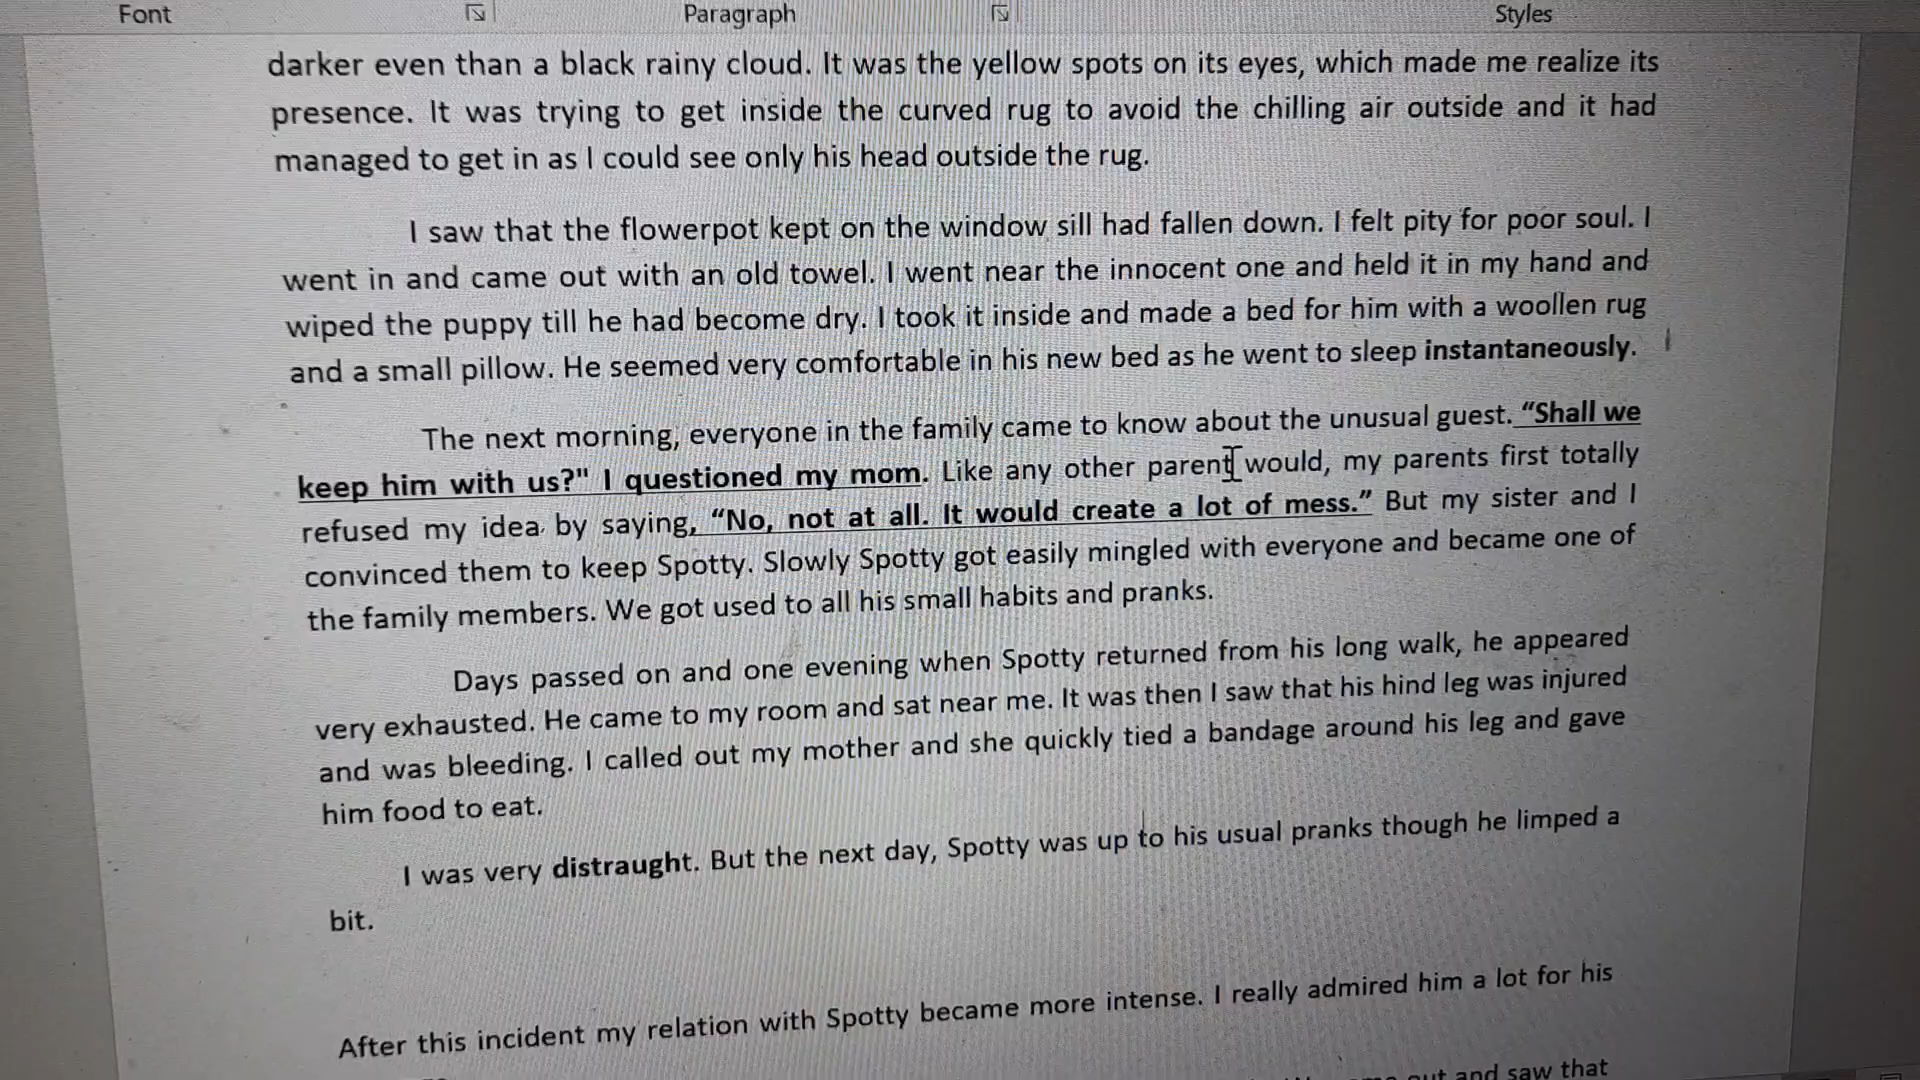 Font Paragraph Styles
darker even than a black rainy cloud. It was the yellow spots on its eyes, which made me realize its
presence. It was trying to get inside the curved rug to avoid the chilling air outside and it had
managed to get in as I could see only his head outside the rug.
I saw that the flowerpot kept on the window sill had fallen down. I felt pity for poor soul. I
went in and came out with an old towel. I went near the innocent one and held it in my hand and
wiped the puppy till he had become dry. I took it inside and made a bed for him with a woollen rug
and a small pillow. He seemed very comfortable in his new bed as he went to sleep instantaneously.
The next morning, everyone in the family came to know about the unusual guest. “Shall we
keep him with us?" I questioned my mom. Like any other parent would, my parents first totally
refused my idea by saying, “No, not at all. It would create a lot of mess.” But my sister and I
convinced them to keep Spotty. Slowly Spotty got easily mingled with everyone and became one of
the family members. We got used to all his small habits and pranks.
Days passed on and one evening when Spotty returned from his long walk, he appeared
very exhausted. He came to my room and sat near me. It was then I saw that his hind leg was injured
and was bleeding. I called out my mother and she quickly tied a bandage around his leg and gave
him food to eat.
I was very distraught. But the next day, Spotty was up to his usual pranks though he limped a
bit.
After this incident my relation with Spotty became more intense. I really admired him a lot for his
out and saw that